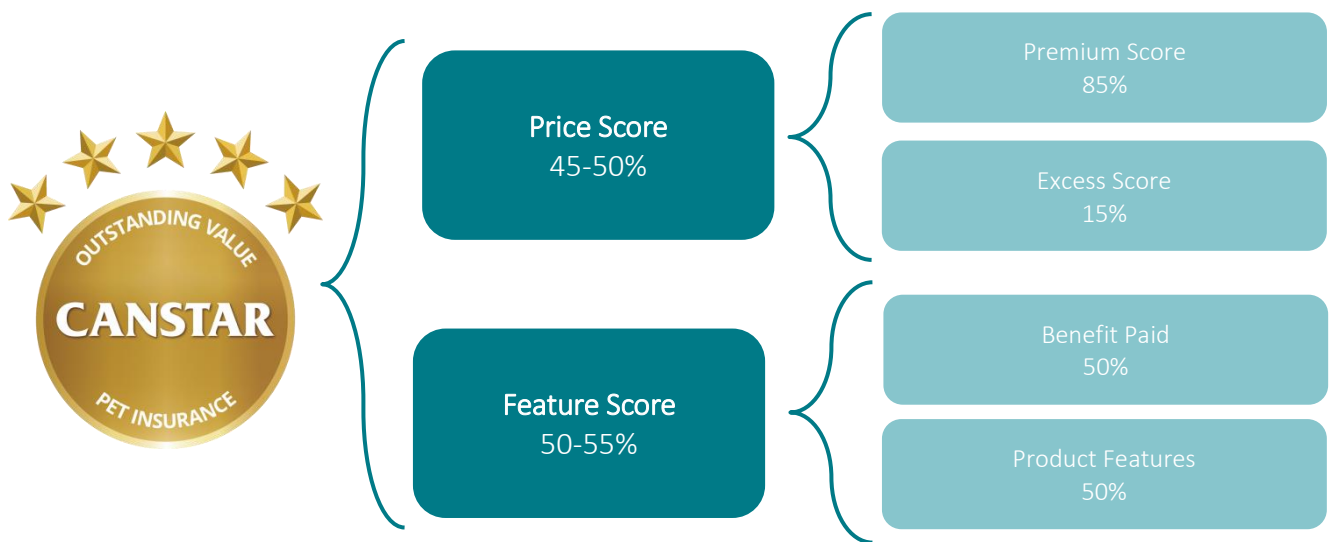 OUTSTANDING VALUE
CANSTAR
PET INSURANCE
Price Score
45-50%
Feature Score
50-55%
Premium Score
85%
Excess Score
15%
Benefit Paid
50%
Product Features
50%